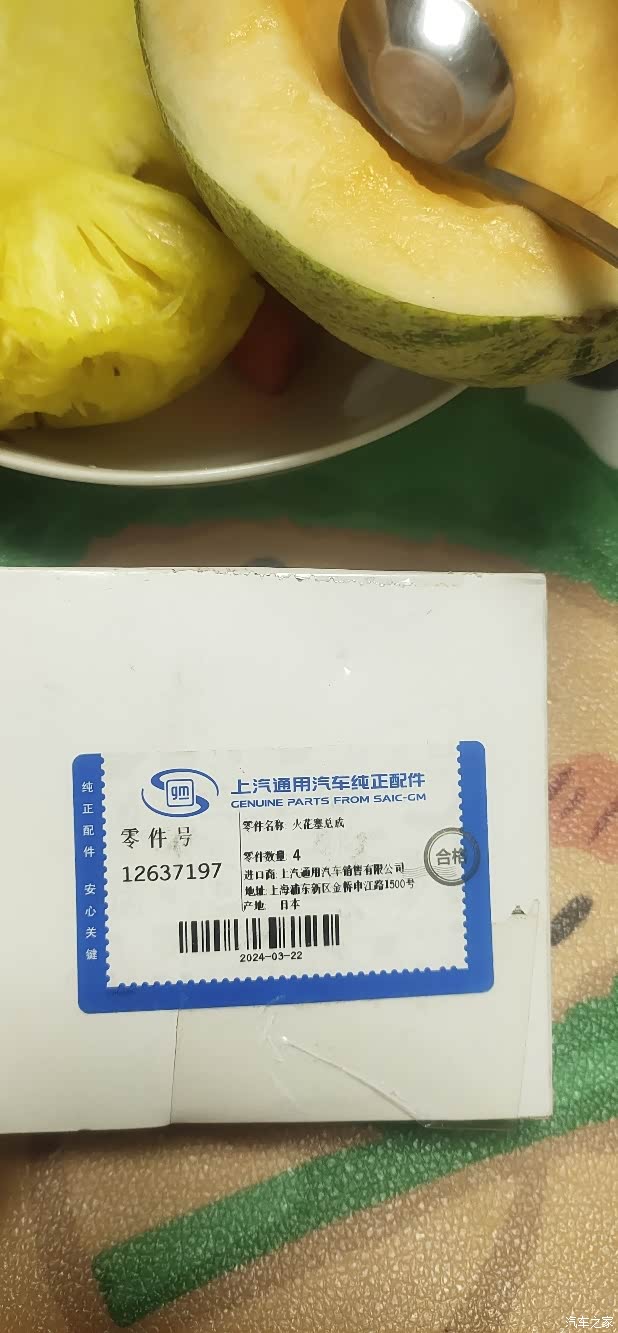 纯正配件 安心关键
gm
上汽通用汽车纯正配件
GENUINE PARTS FROM SAIC-GM
零件号
12637197
零件名称 火花塞总成
零件数量 4
进口商:上汽通用汽车销售有限公司
地址:上海浦东新区金桥申江路1500号
产地: 日本
合格
2024-03-22
汽车之家